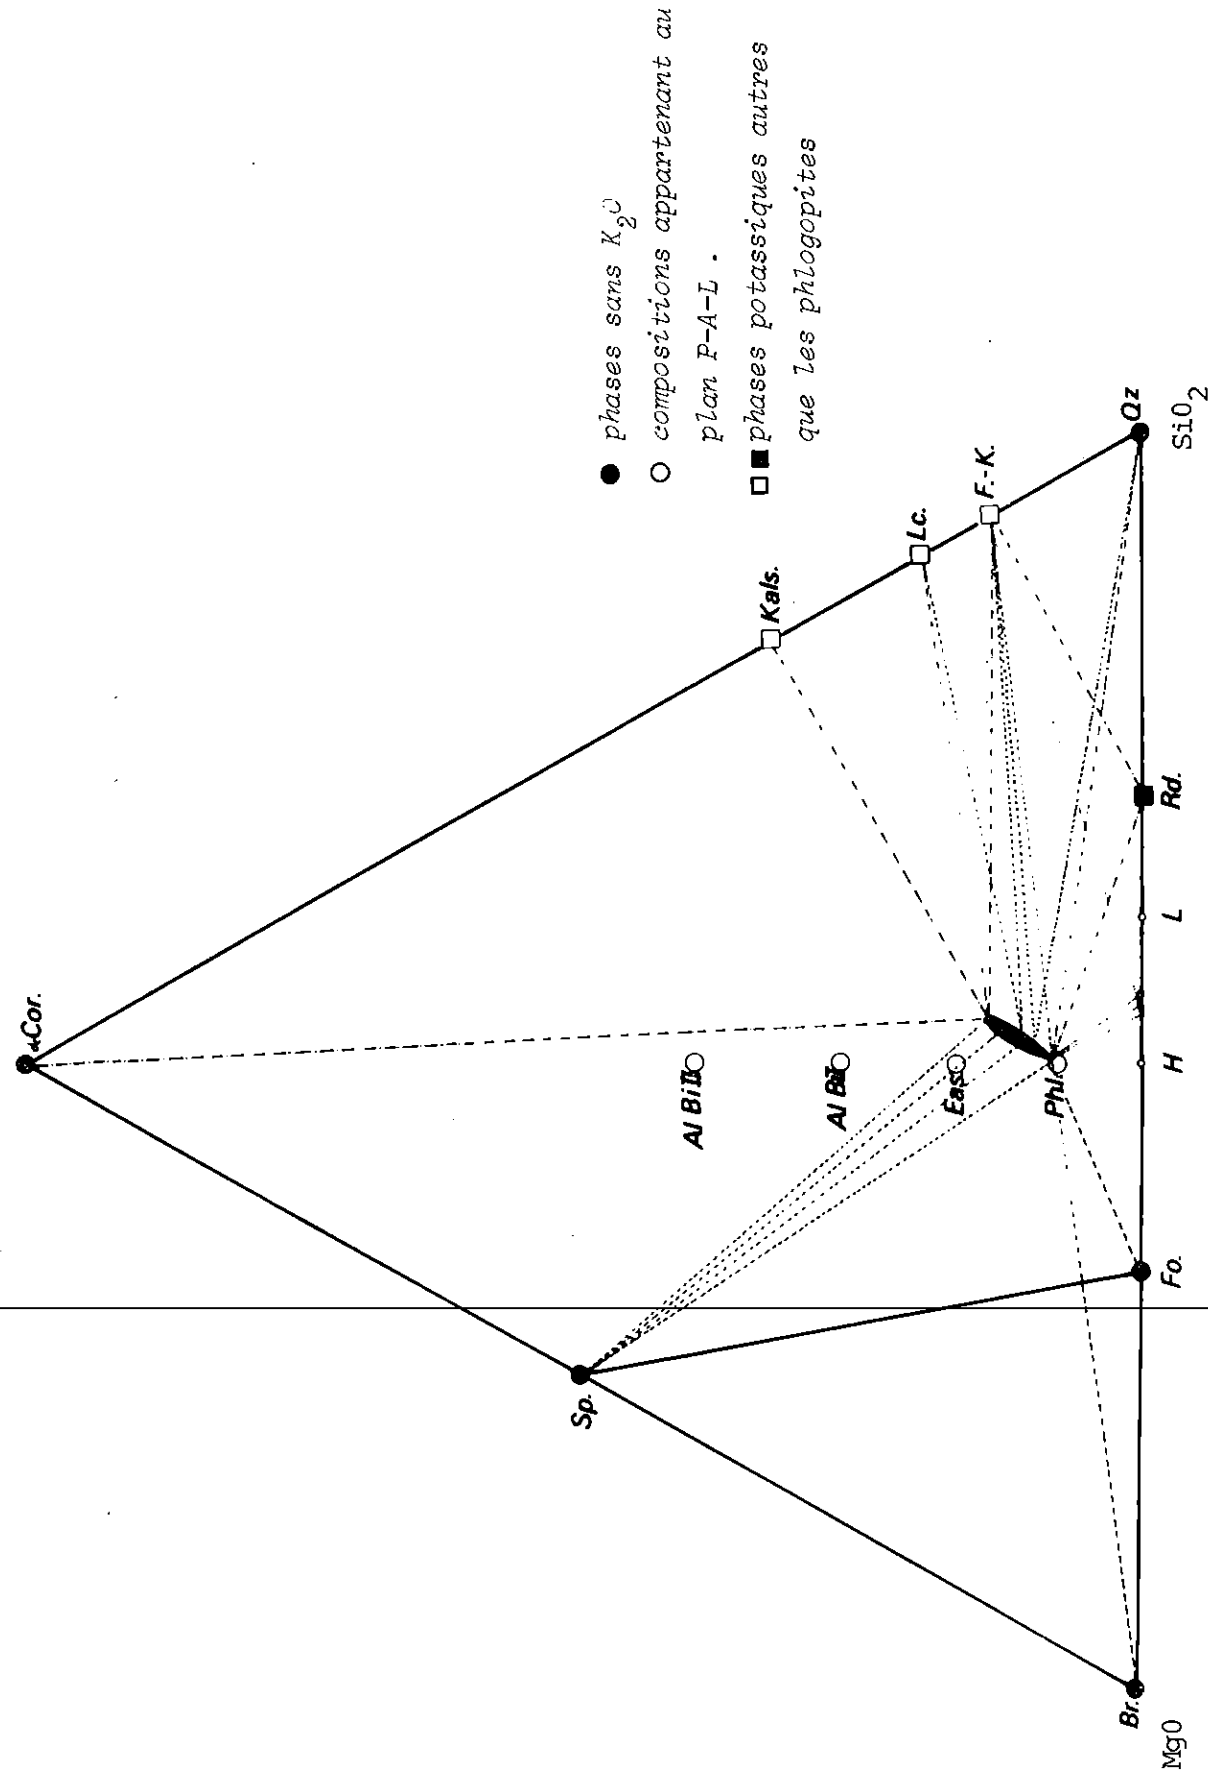 αCor.
● phases sans K₂O
○ compositions appartenant au
plan P-A-L.
□ ■ phases potassiques autres
que les phlogopites
Kals.
Lc.
F.-K.
Qz
SiO₂
Al Bi II
Al Bi I
Eas.
Phl.
Sp.
Br.
MgO
Fo.
H
L
Rd.